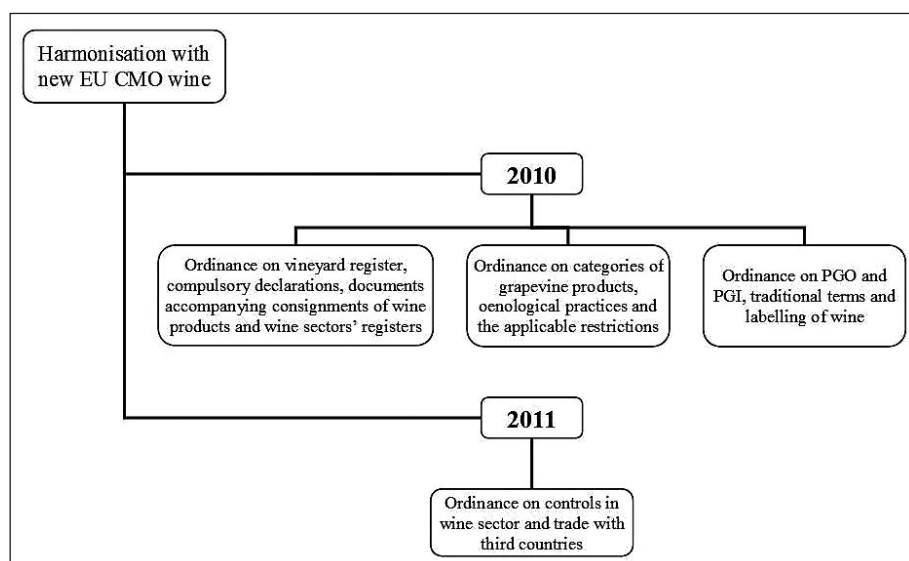 Harmonisation with
new EU CMO wine
2010
Ordinance on vineyard register,
compulsory declarations, documents
accompanying consignments of wine
products and wine sectors' registers
Ordinance on categories of
grapevine products,
oenological practices and
the applicable restrictions
Ordinance on PGO and
PGI, traditional terms and
labelling of wine
2011
Ordinance on controls in
wine sector and trade with
third countries